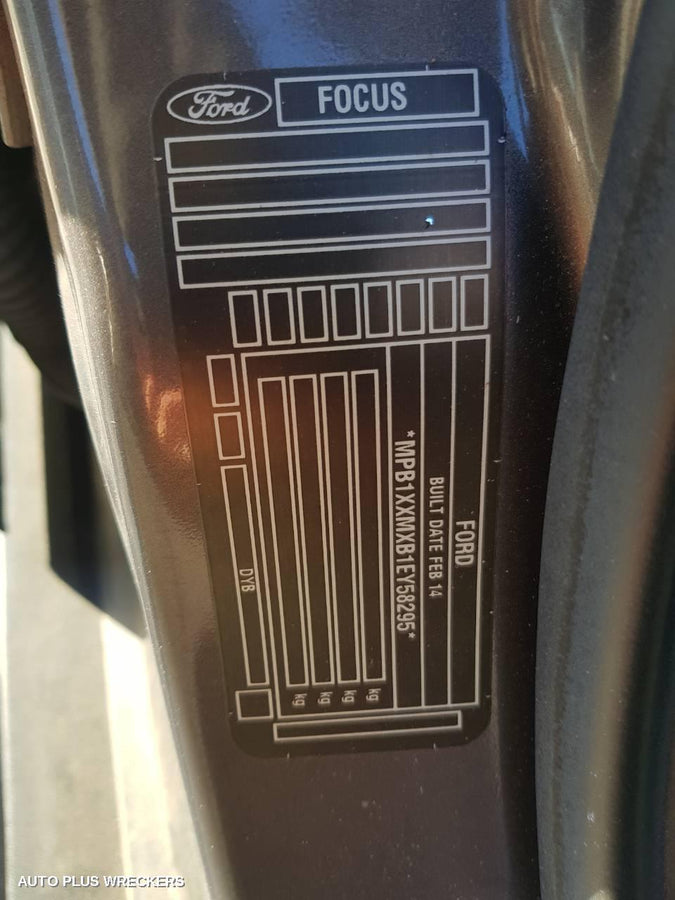 Ford
FOCUS
FORD
BUILT DATE FEB 14
*MPB1XXMXB1EY58295*
kg
kg
kg
kg
DYB
AUTO PLUS WRECKERS